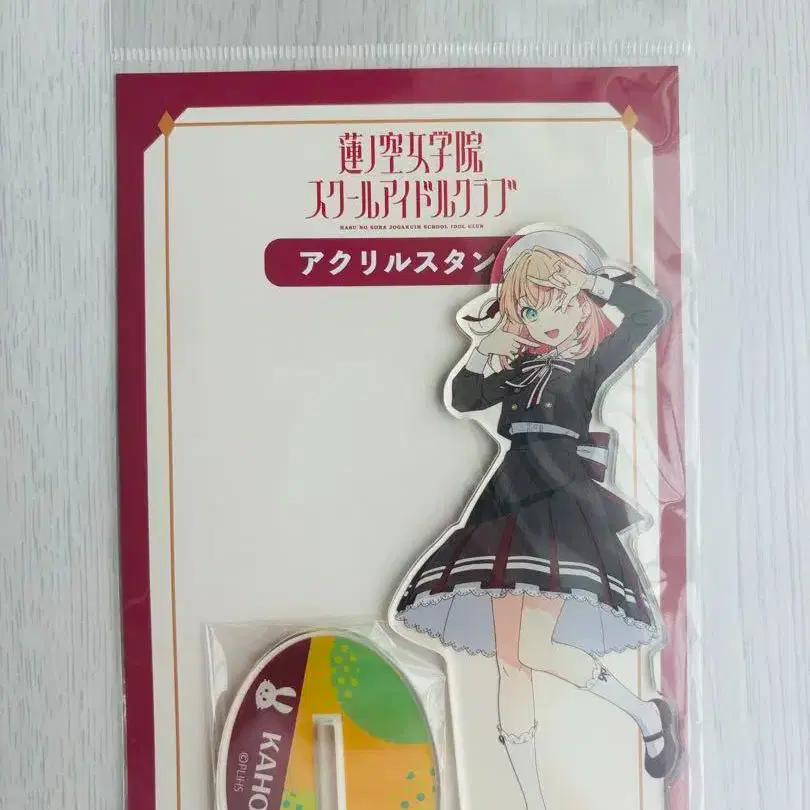 蓮ノ空女学院
スクールアイドルクラブ
HASU NO SORA JOGAKUIN SCHOOL IDOL CLUB
アクリルスタン
KAHO
©PL!HS